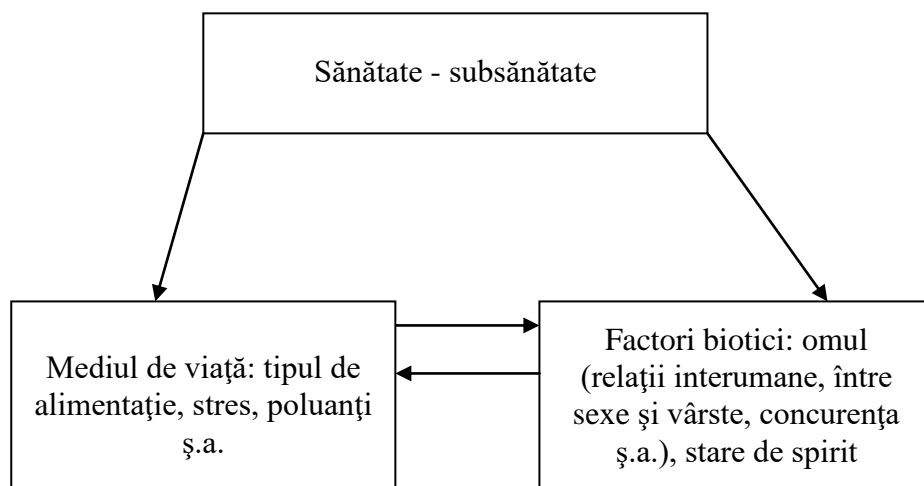 Sănătate - subsănătate
Mediul de viaţă: tipul de
alimentaţie, stres, poluanţi
ş.a.
Factori biotici: omul
(relaţii interumane, între
sexe şi vârste, concurenţa
ş.a.), stare de spirit